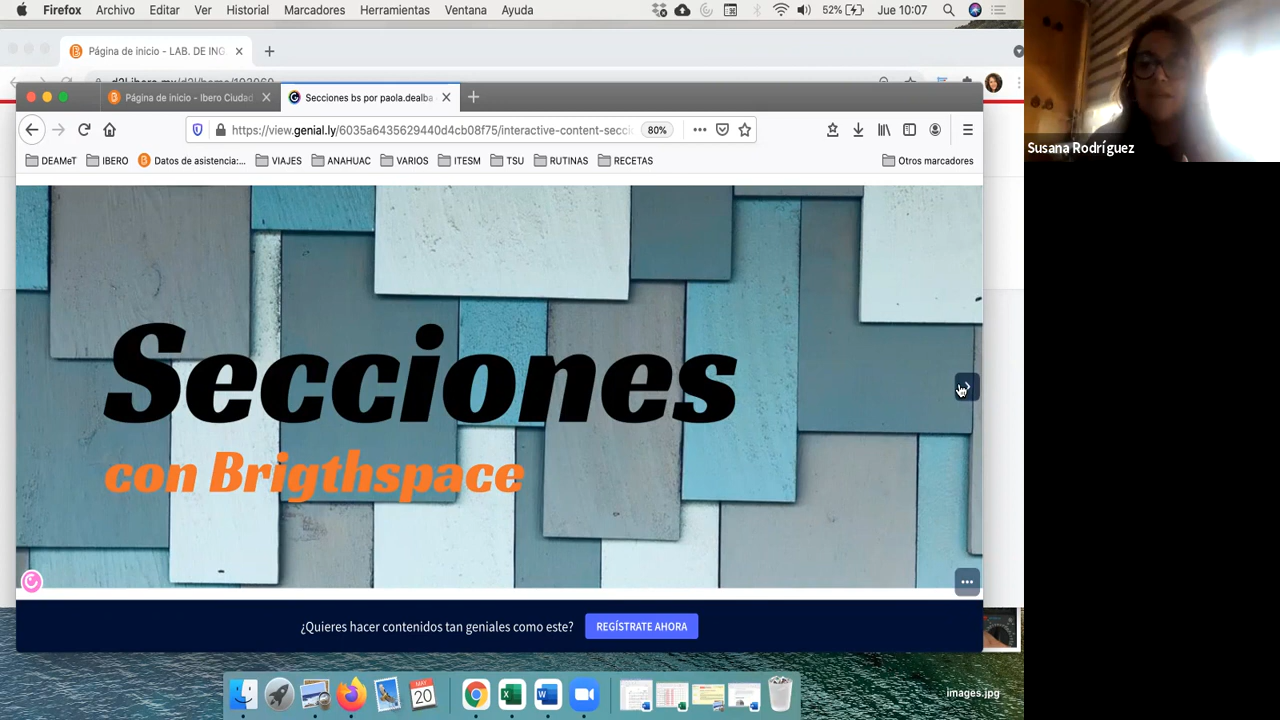 Firefox Archivo Editar Ver Historial Marcadores Herramientas Ventana Ayuda 52% Jue 10:07
Página de inicio - LAB. DE ING
Página de inicio - Ibero Ciudad
Secciones bs por paola.dealba
https://view.genial.ly/6035a6435629440d4cb08f75/interactive-content-secci
80%
DEAMeT IBERO Datos de asistencia:... VIAJES ANAHUAC VARIOS ITESM TSU RUTINAS RECETAS Otros marcadores
Secciones
con Brigthspace
¿Quieres hacer contenidos tan geniales como este? REGÍSTRATE AHORA
MAY
20
images.jpg
Susana Rodríguez